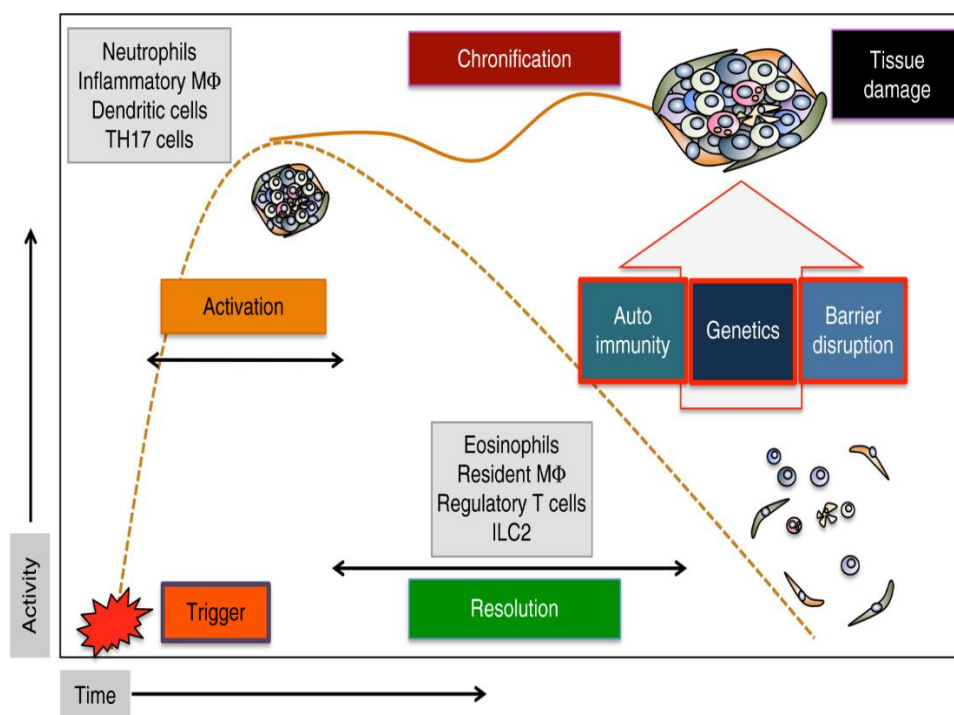 Neutrophils
Inflammatory MΦ
Dendritic cells
TH17 cells
Chronification
Tissue
damage
Activation
Auto
immunity
Genetics
Barrier
disruption
Eosinophils
Resident MΦ
Regulatory T cells
ILC2
Trigger
Resolution
Activity
Time